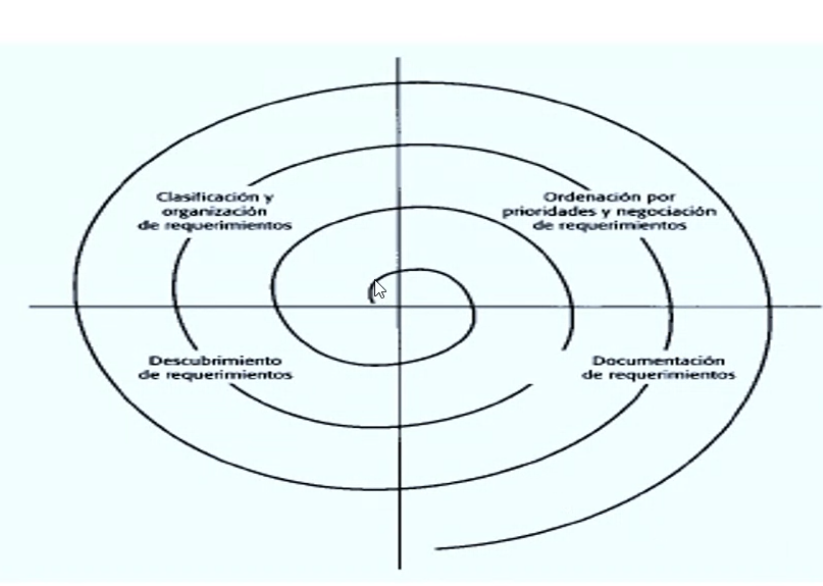 Clasificación y
organización
de requerimientos
Ordenación por
prioridades y negociación
de requerimientos
Descubrimiento
de requerimientos
Documentación
de requerimientos